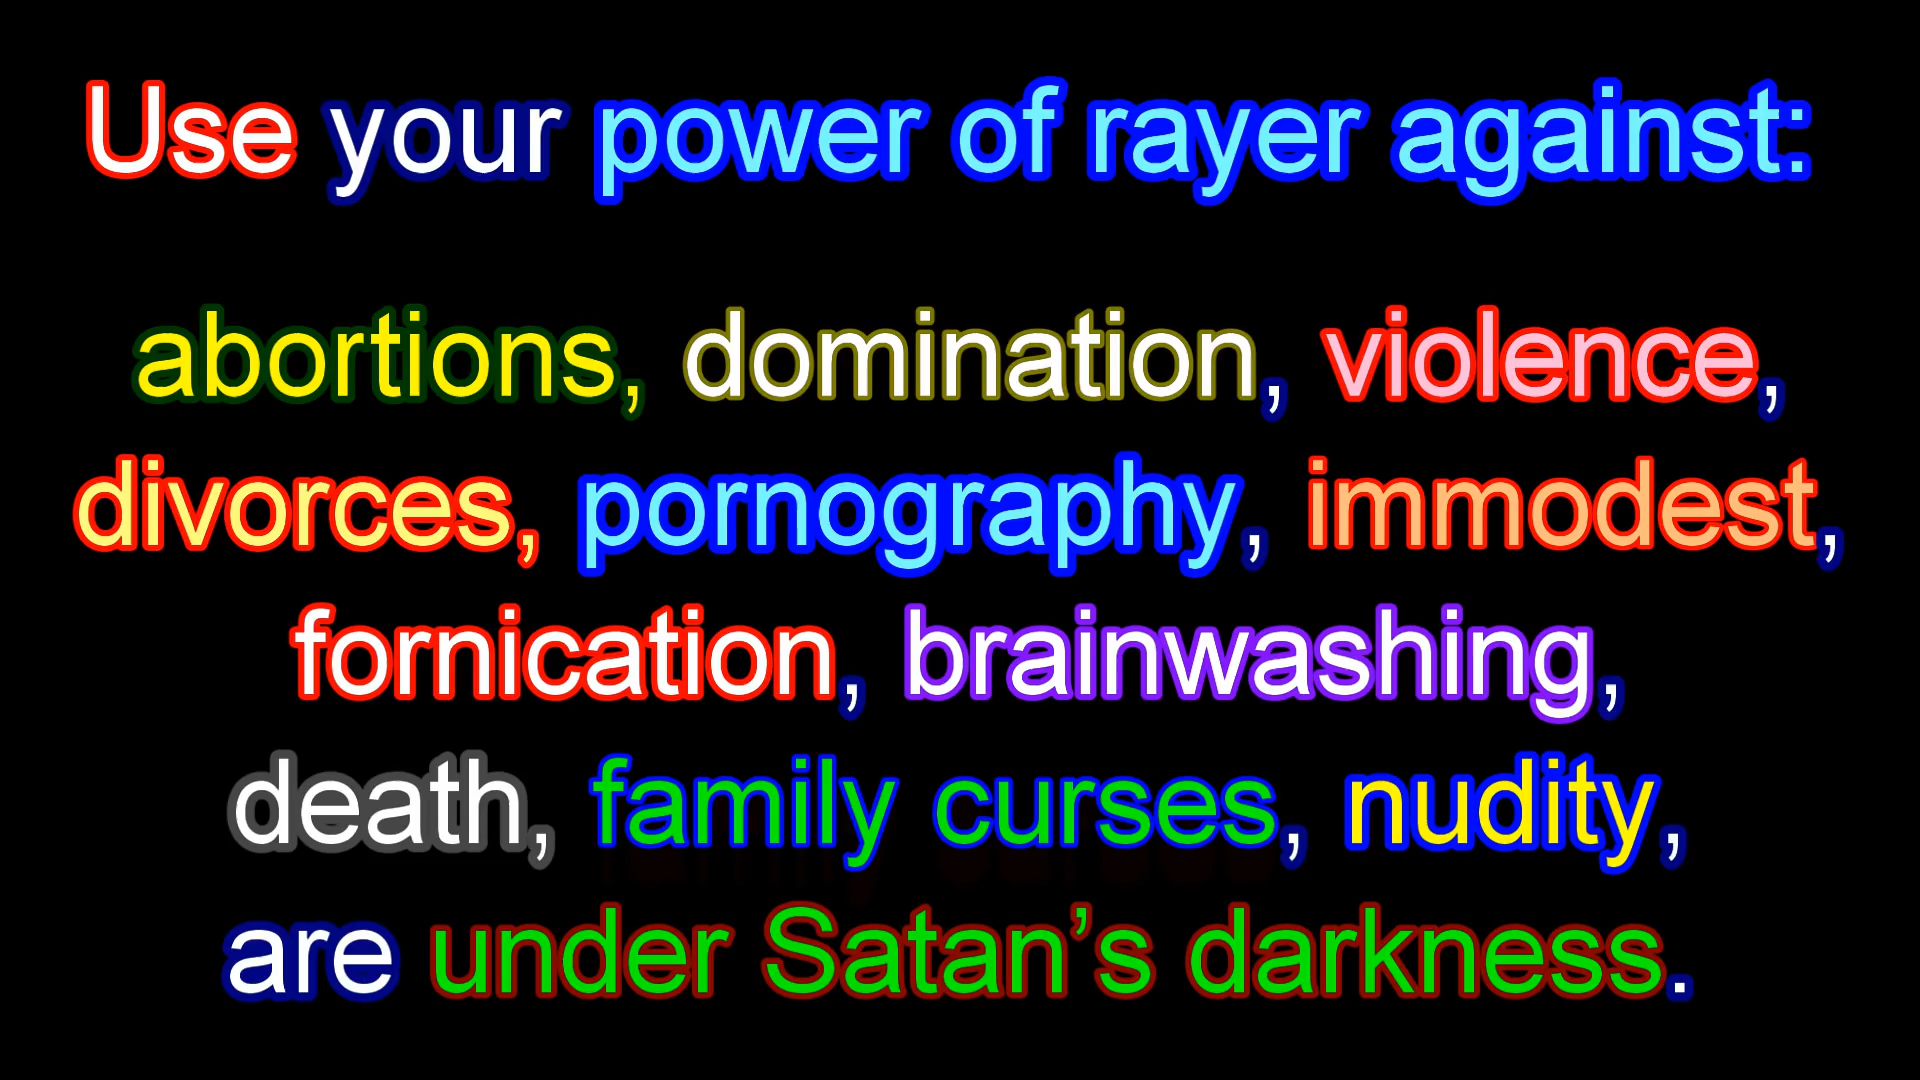 Use your power of rayer against:
abortions, domination, violence,
divorces, pornography, immodest,
fornication, brainwashing,
death, family curses, nudity,
are under Satan’s darkness.